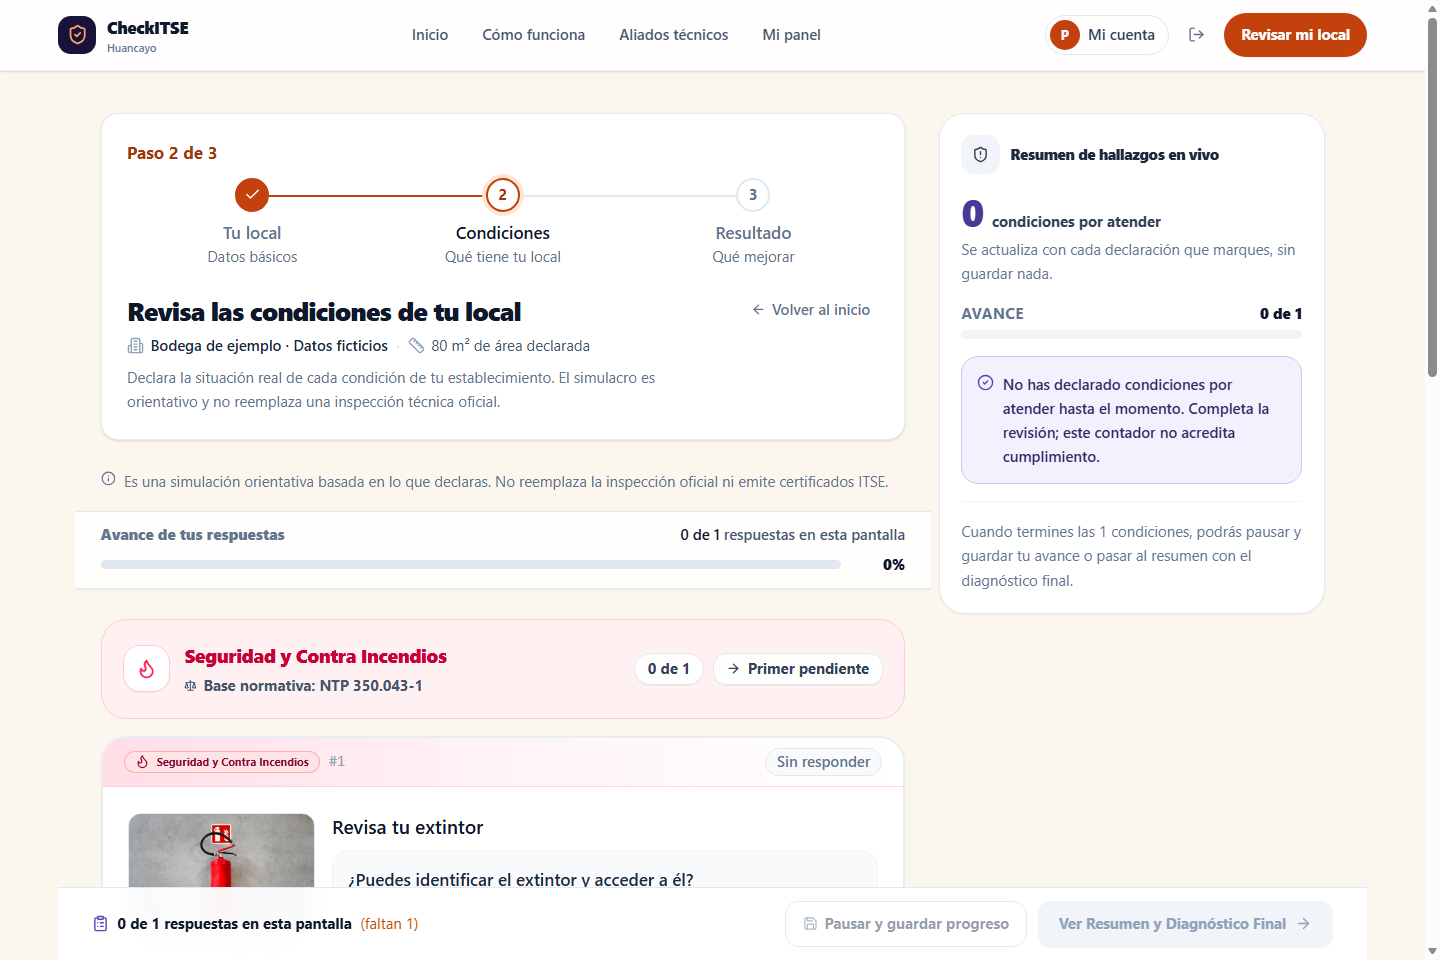 CheckITSE
Huancayo
Inicio
Cómo funciona
Aliados técnicos
Mi panel
P
Mi cuenta
Revisar mi local
Paso 2 de 3
2
3
Tu local
Condiciones
Resultado
Datos básicos
Qué tiene tu local
Qué mejorar
Revisa las condiciones de tu local
Volver al inicio
Bodega de ejemplo · Datos ficticios · 80 m² de área declarada
Declara la situación real de cada condición de tu establecimiento. El simulacro es
orientativo y no reemplaza una inspección técnica oficial.
Es una simulación orientativa basada en lo que declaras. No reemplaza la inspección oficial ni emite certificados ITSE.
Avance de tus respuestas
0 de 1 respuestas en esta pantalla
0%
Seguridad y Contra Incendios
Base normativa: NTP 350.043-1
0 de 1
Primer pendiente
Seguridad y Contra Incendios
#1
Sin responder
Revisa tu extintor
¿Puedes identificar el extintor y acceder a él?
Resumen de hallazgos en vivo
0 condiciones por atender
Se actualiza con cada declaración que marques, sin
guardar nada.
AVANCE
0 de 1
No has declarado condiciones por
atender hasta el momento. Completa la
revisión; este contador no acredita
cumplimiento.
Cuando termines las 1 condiciones, podrás pausar y
guardar tu avance o pasar al resumen con el
diagnóstico final.
0 de 1 respuestas en esta pantalla (faltan 1)
Pausar y guardar progreso
Ver Resumen y Diagnóstico Final